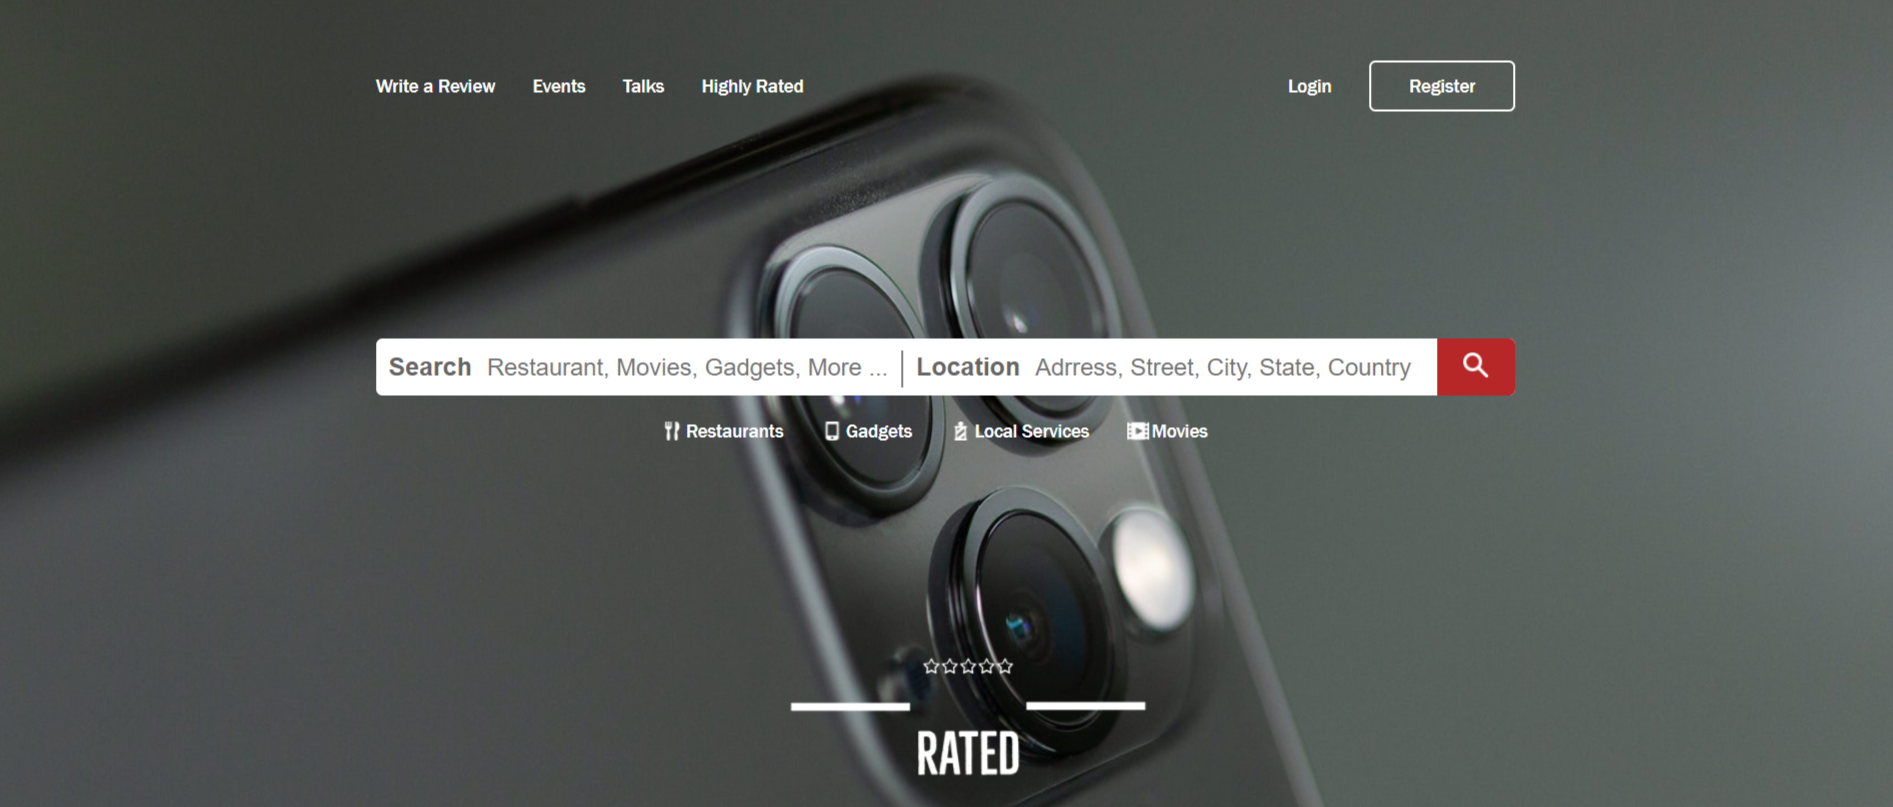 Write a Review Events Talks Highly Rated Login Register
Search Restaurant, Movies, Gadgets, More ... Location Adrress, Street, City, State, Country
Restaurants Gadgets Local Services Movies
RATED